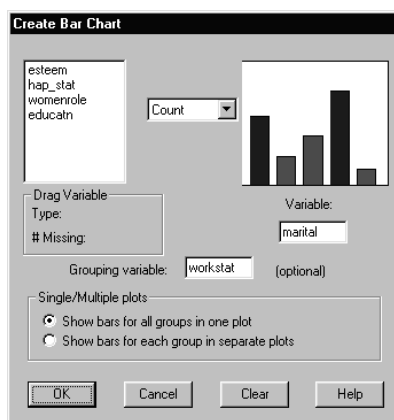 Create Bar Chart
esteem
hap_stat
womenrole
educatn
Count
Drag Variable
Type:
# Missing:
Variable:
marital
Grouping variable: workstat (optional)
Single/Multiple plots
Show bars for all groups in one plot
Show bars for each group in separate plots
OK Cancel Clear Help